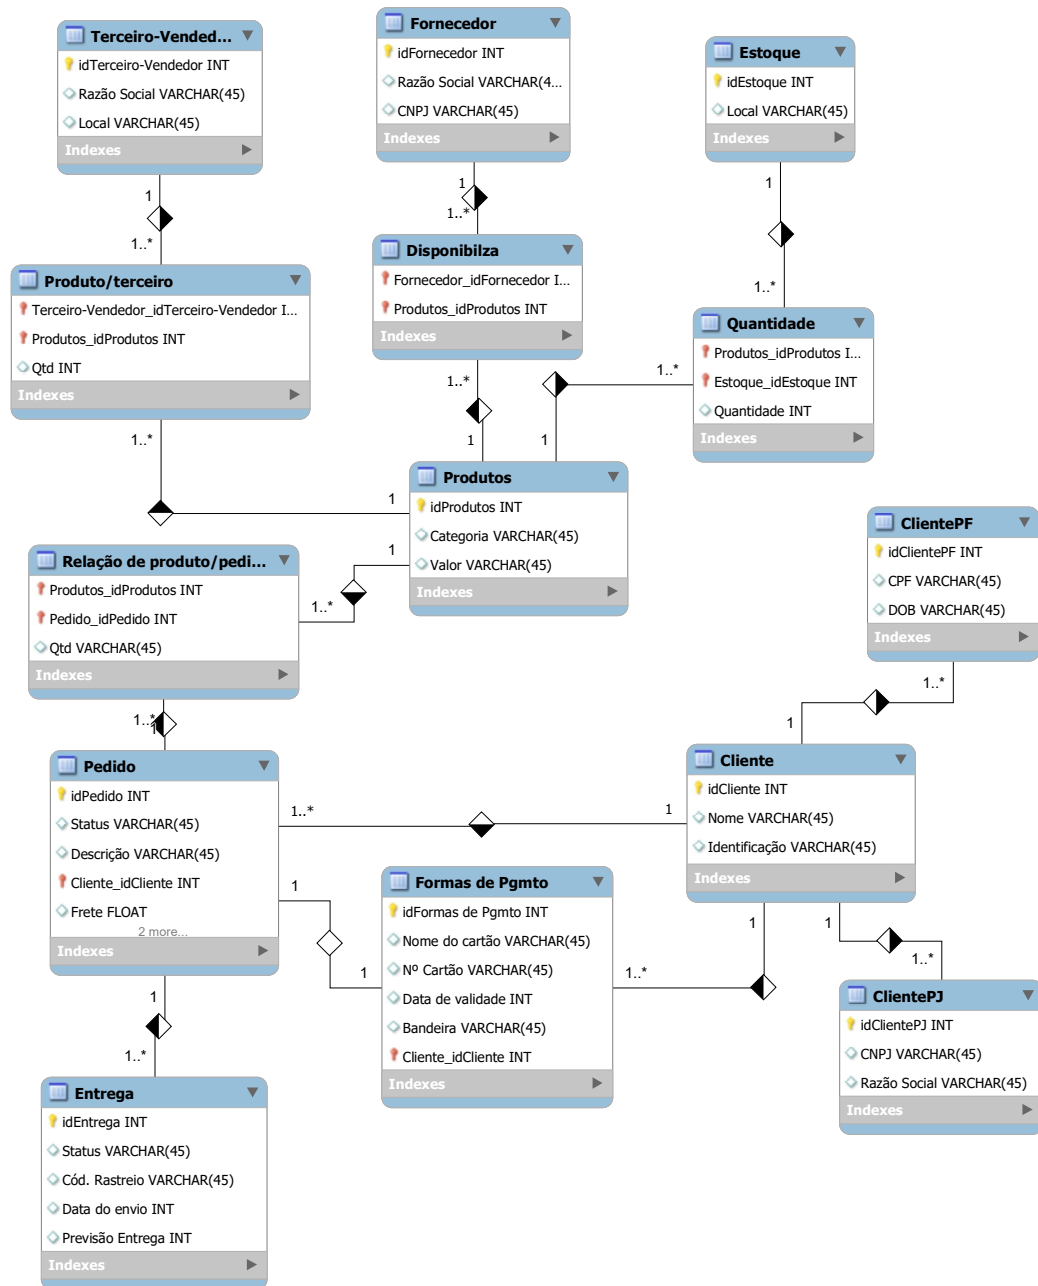 Terceiro-Vended...
idTerceiro-Vendedor INT
Razão Social VARCHAR(45)
Local VARCHAR(45)
Indexes
Fornecedor
idFornecedor INT
Razão Social VARCHAR(4...
CNPJ VARCHAR(45)
Indexes
Estoque
idEstoque INT
Local VARCHAR(45)
Indexes
1
1..*
1
1..*
1
1..*
Produto/terceiro
Terceiro-Vendedor_idTerceiro-Vendedor I...
Produtos_idProdutos INT
Qtd INT
Indexes
Disponibilza
Fornecedor_idFornecedor I...
Produtos_idProdutos INT
Indexes
Quantidade
Produtos_idProdutos I...
Estoque_idEstoque INT
Quantidade INT
Indexes
1..*
1
1..*
1
1..*
1
Produtos
idProdutos INT
Categoria VARCHAR(45)
Valor VARCHAR(45)
Indexes
1
1..*
Relação de produto/pedi...
Produtos_idProdutos INT
Pedido_idPedido INT
Qtd VARCHAR(45)
Indexes
ClientePF
idClientePF INT
CPF VARCHAR(45)
DOB VARCHAR(45)
Indexes
1..*
1
1..*
1
Pedido
idPedido INT
Status VARCHAR(45)
Descrição VARCHAR(45)
Cliente_idCliente INT
Frete FLOAT
2 more...
Indexes
Cliente
idCliente INT
Nome VARCHAR(45)
Identificação VARCHAR(45)
Indexes
1..*
1
1
1
Formas de Pgmto
idFormas de Pgmto INT
Nome do cartão VARCHAR(45)
Nº Cartão VARCHAR(45)
Data de validade INT
Bandeira VARCHAR(45)
Cliente_idCliente INT
Indexes
1
1..*
1
1..*
ClientePJ
idClientePJ INT
CNPJ VARCHAR(45)
Razão Social VARCHAR(45)
Indexes
1
1..*
Entrega
idEntrega INT
Status VARCHAR(45)
Cód. Rastreio VARCHAR(45)
Data do envio INT
Previsão Entrega INT
Indexes